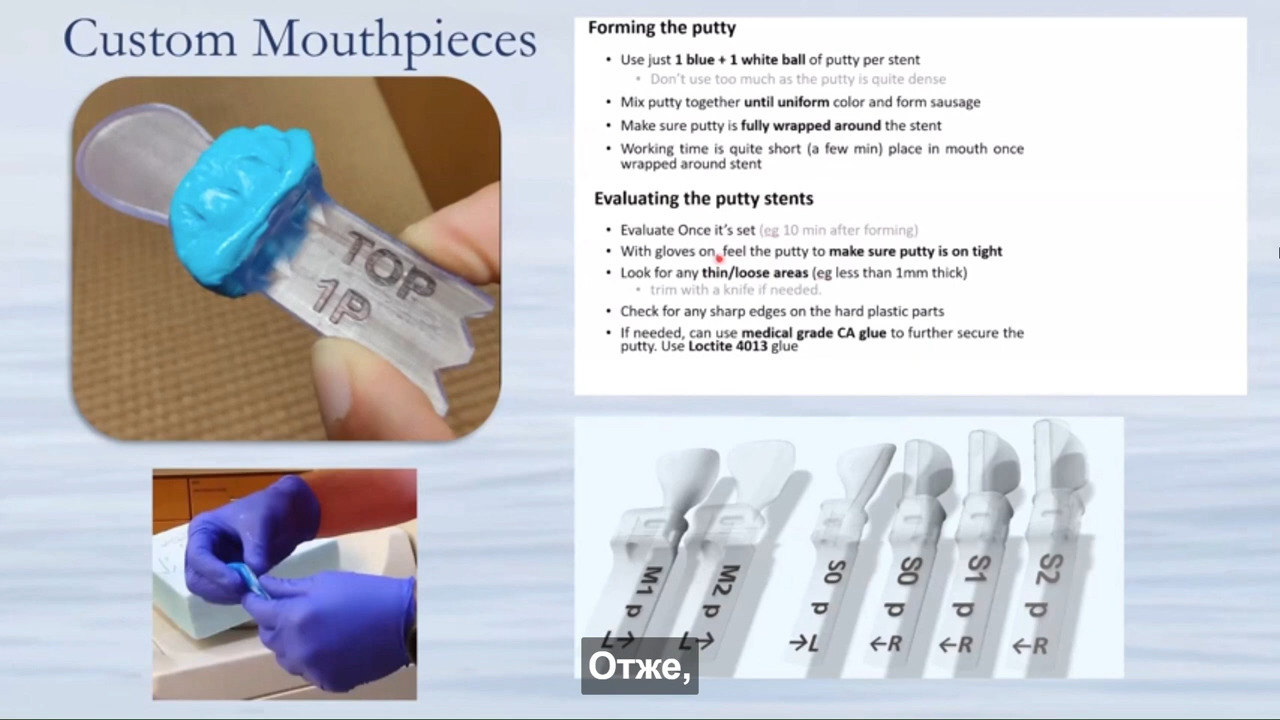 Custom Mouthpieces
TOP
1P
Forming the putty
• Use just 1 blue + 1 white ball of putty per stent
• Don't use too much as the putty is quite dense
• Mix putty together until uniform color and form sausage
• Make sure putty is fully wrapped around the stent
• Working time is quite short (a few min) place in mouth once
wrapped around stent
Evaluating the putty stents
• Evaluate Once it's set (eg 10 min after forming)
• With gloves on, feel the putty to make sure putty is on tight
• Look for any thin/loose areas (eg less than 1mm thick)
• trim with a knife if needed.
• Check for any sharp edges on the hard plastic parts
• If needed, can use medical grade CA glue to further secure the
putty. Use Loctite 4013 glue
M1 p L→
M2 p L→
S0 p →L
S0 p ←R
S1 p ←R
S2 p ←R
Отже,